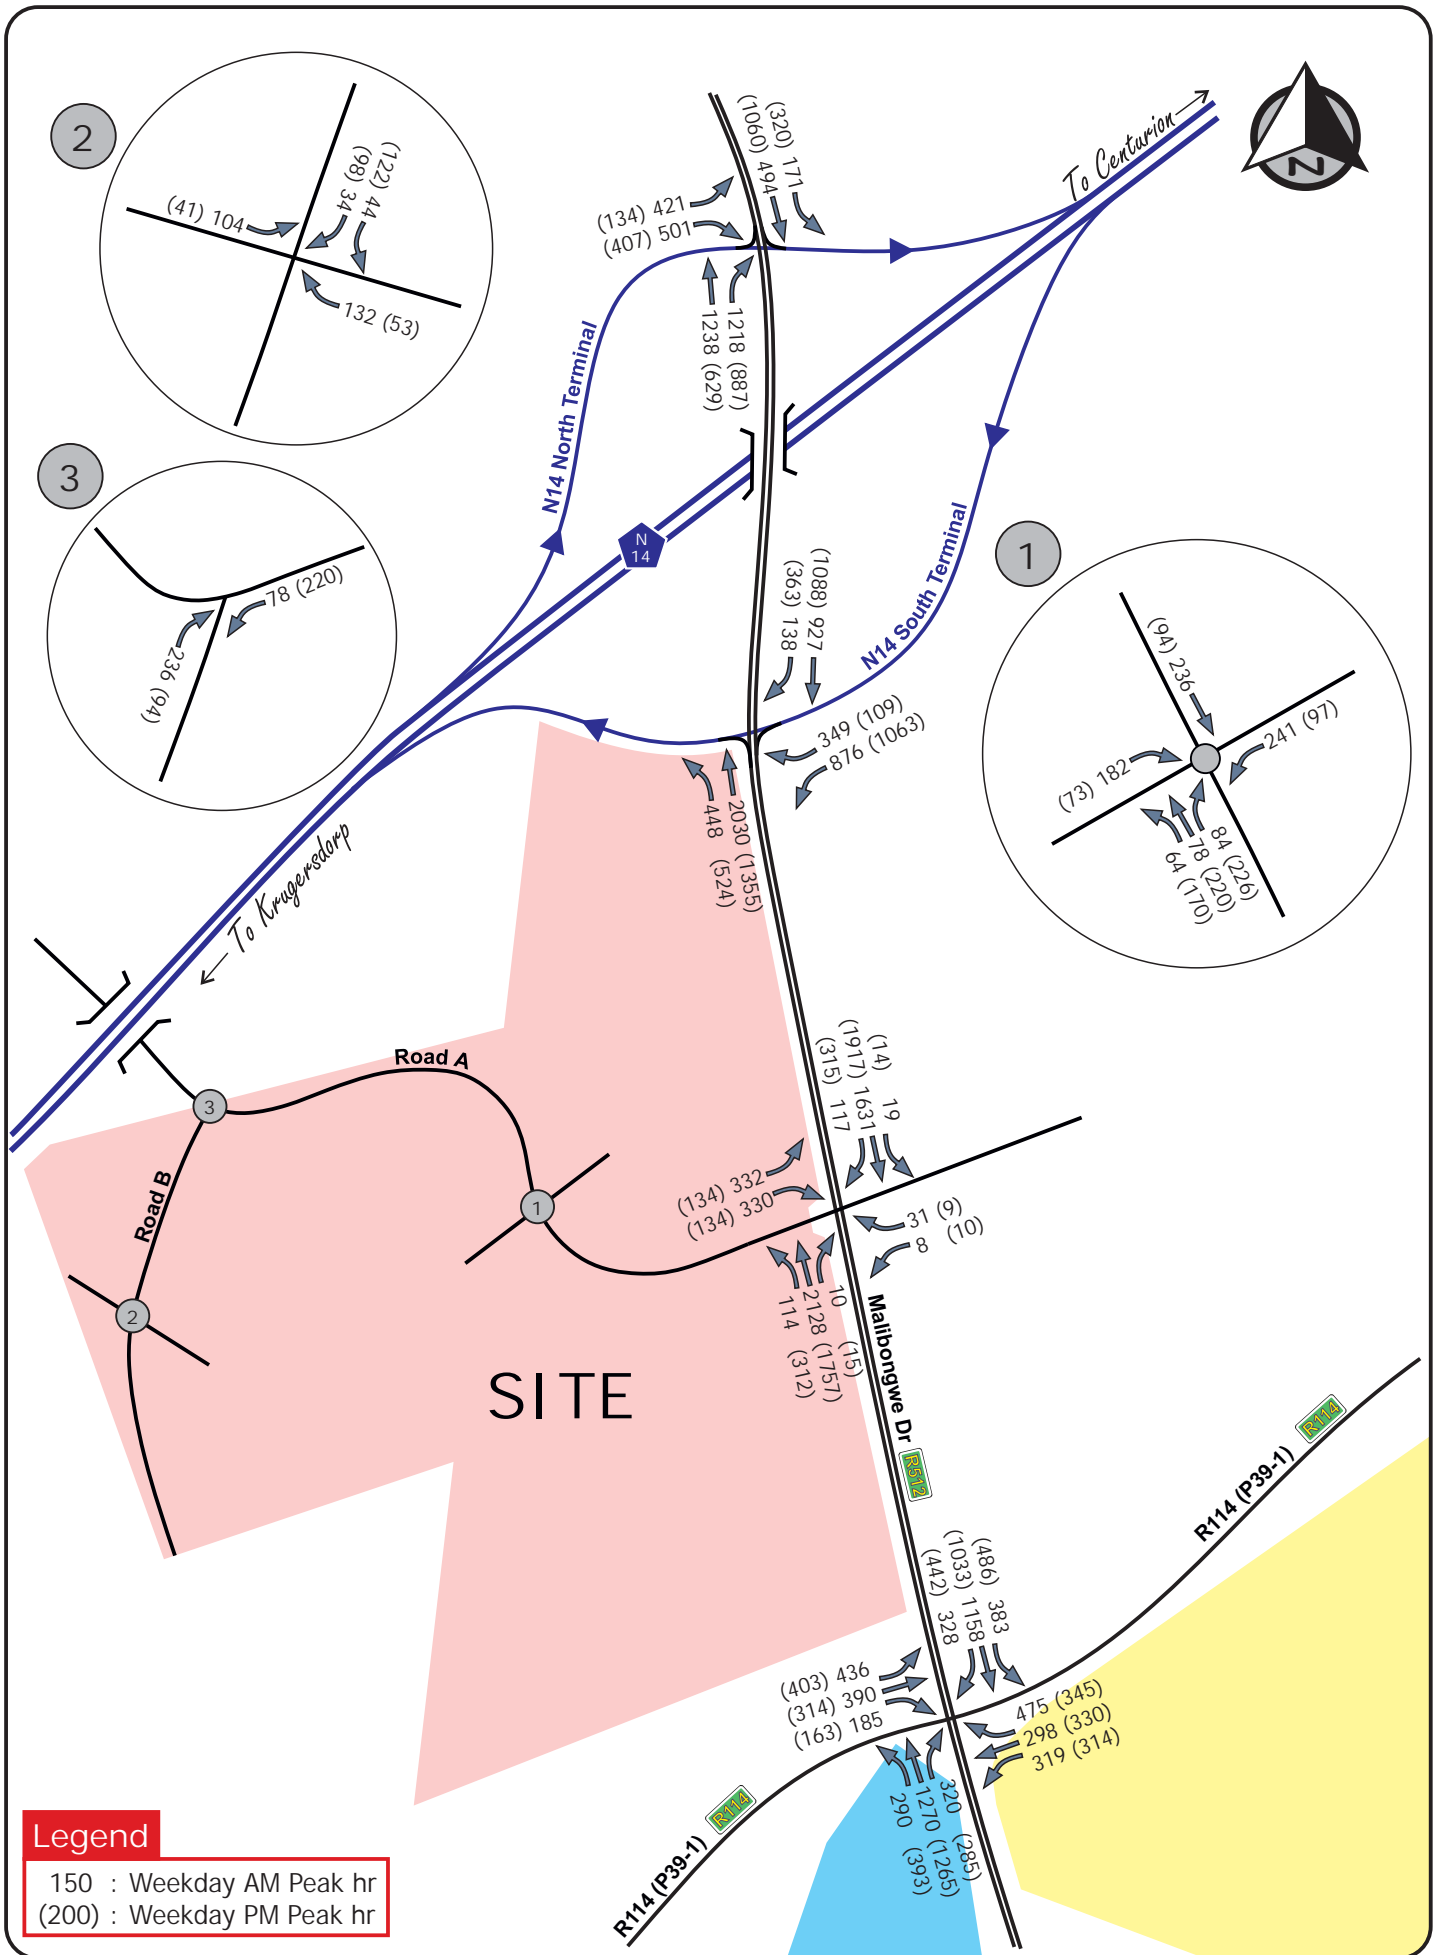 2
(41) 104
(98) 34
(122) 44
132 (53)
(1060) 494
(320) 171
(134) 421
(407) 501
1238 (629)
1218 (887)
To Centurion
N
N14 North Terminal
3
78 (220)
236 (94)
N
14
(363) 138
(1088) 927
N14 South Terminal
349 (109)
876 (1063)
448 (524)
2030 (1355)
1
(94) 236
241 (97)
(73) 182
64 (170)
78 (220)
84 (226)
To Krugersdorp
Road A
3
Road B
1
2
(315) 117
(1917) 1631
(14) 19
(134) 332
(134) 330
31 (9)
8 (10)
114 (312)
2128 (1757)
10 (15)
SITE
Malibongwe Dr
R512
R114
R114 (P39-1)
(442) 328
(1033) 1158
(486) 383
(403) 436
(314) 390
(163) 185
475 (345)
298 (330)
319 (314)
290 (393)
1270 (1265)
320 (285)
R114
R114 (P39-1)
Legend
150 : Weekday AM Peak hr
(200) : Weekday PM Peak hr